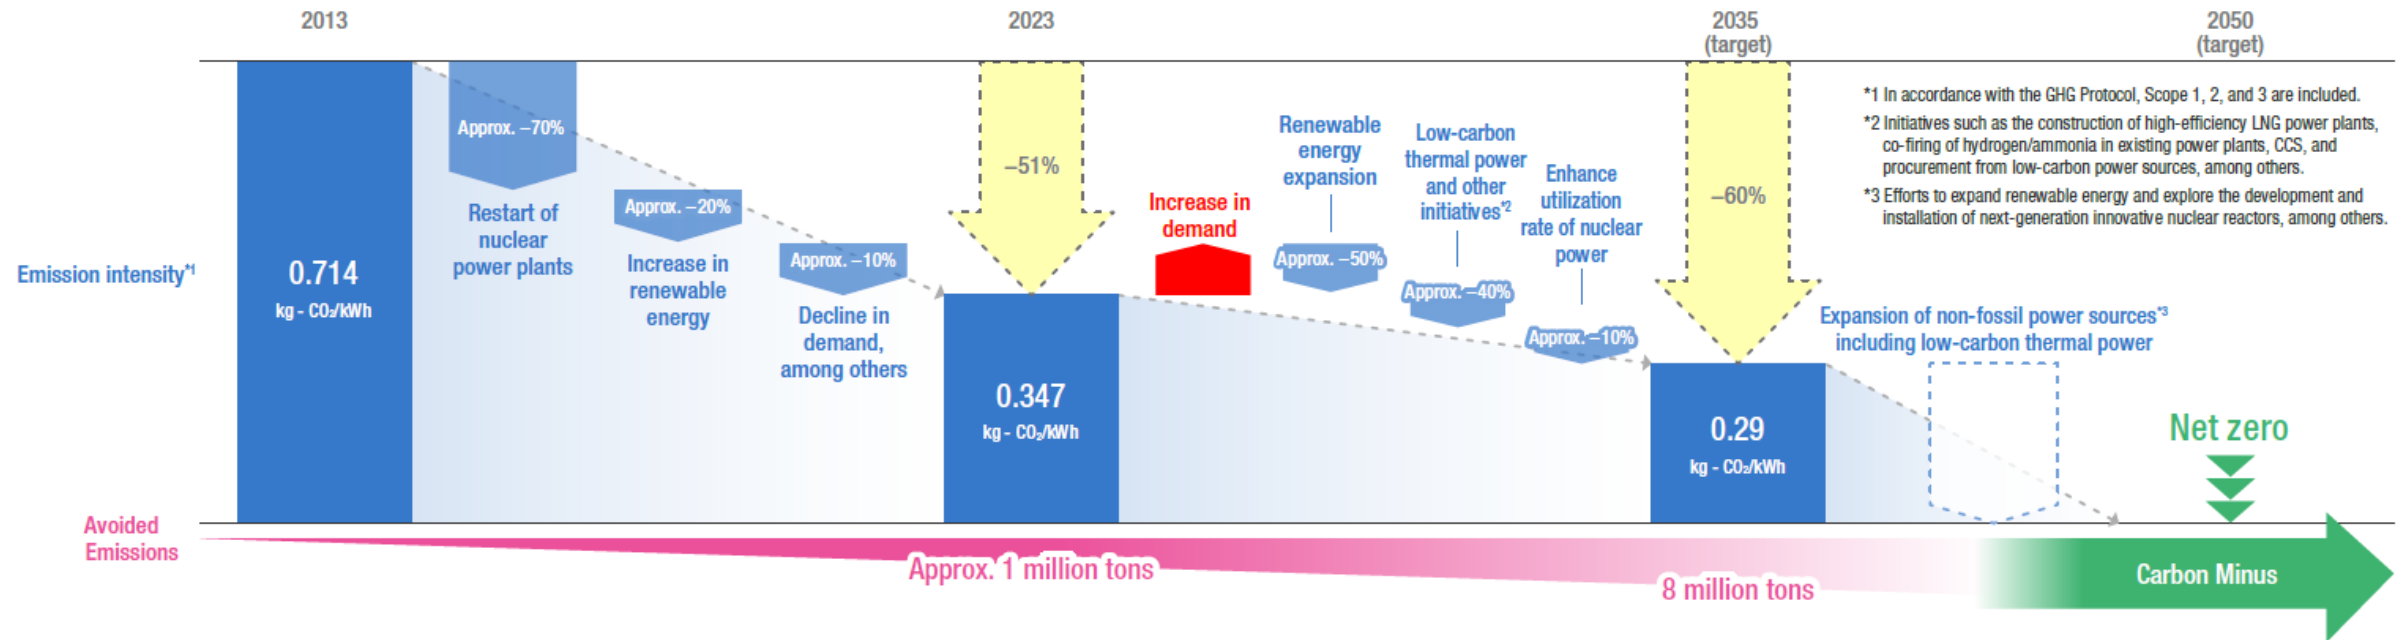 2013
2023
2035
(target)
2050
(target)
Emission intensity*1
0.714
kg - CO₂/kWh
Approx. –70%
Restart of
nuclear
power plants
Approx. –20%
Increase in
renewable
energy
Approx. –10%
Decline in
demand,
among others
–51%
0.347
kg - CO₂/kWh
Increase in
demand
Renewable
energy
expansion
Approx. –50%
Low-carbon
thermal power
and other
initiatives*2
Approx. –40%
Enhance
utilization
rate of nuclear
power
Approx. –10%
–60%
0.29
kg - CO₂/kWh
*1 In accordance with the GHG Protocol, Scope 1, 2, and 3 are included.
*2 Initiatives such as the construction of high-efficiency LNG power plants,
co-firing of hydrogen/ammonia in existing power plants, CCS, and
procurement from low-carbon power sources, among others.
*3 Efforts to expand renewable energy and explore the development and
installation of next-generation innovative nuclear reactors, among others.
Expansion of non-fossil power sources*3
including low-carbon thermal power
Net zero
Avoided
Emissions
Approx. 1 million tons
8 million tons
Carbon Minus